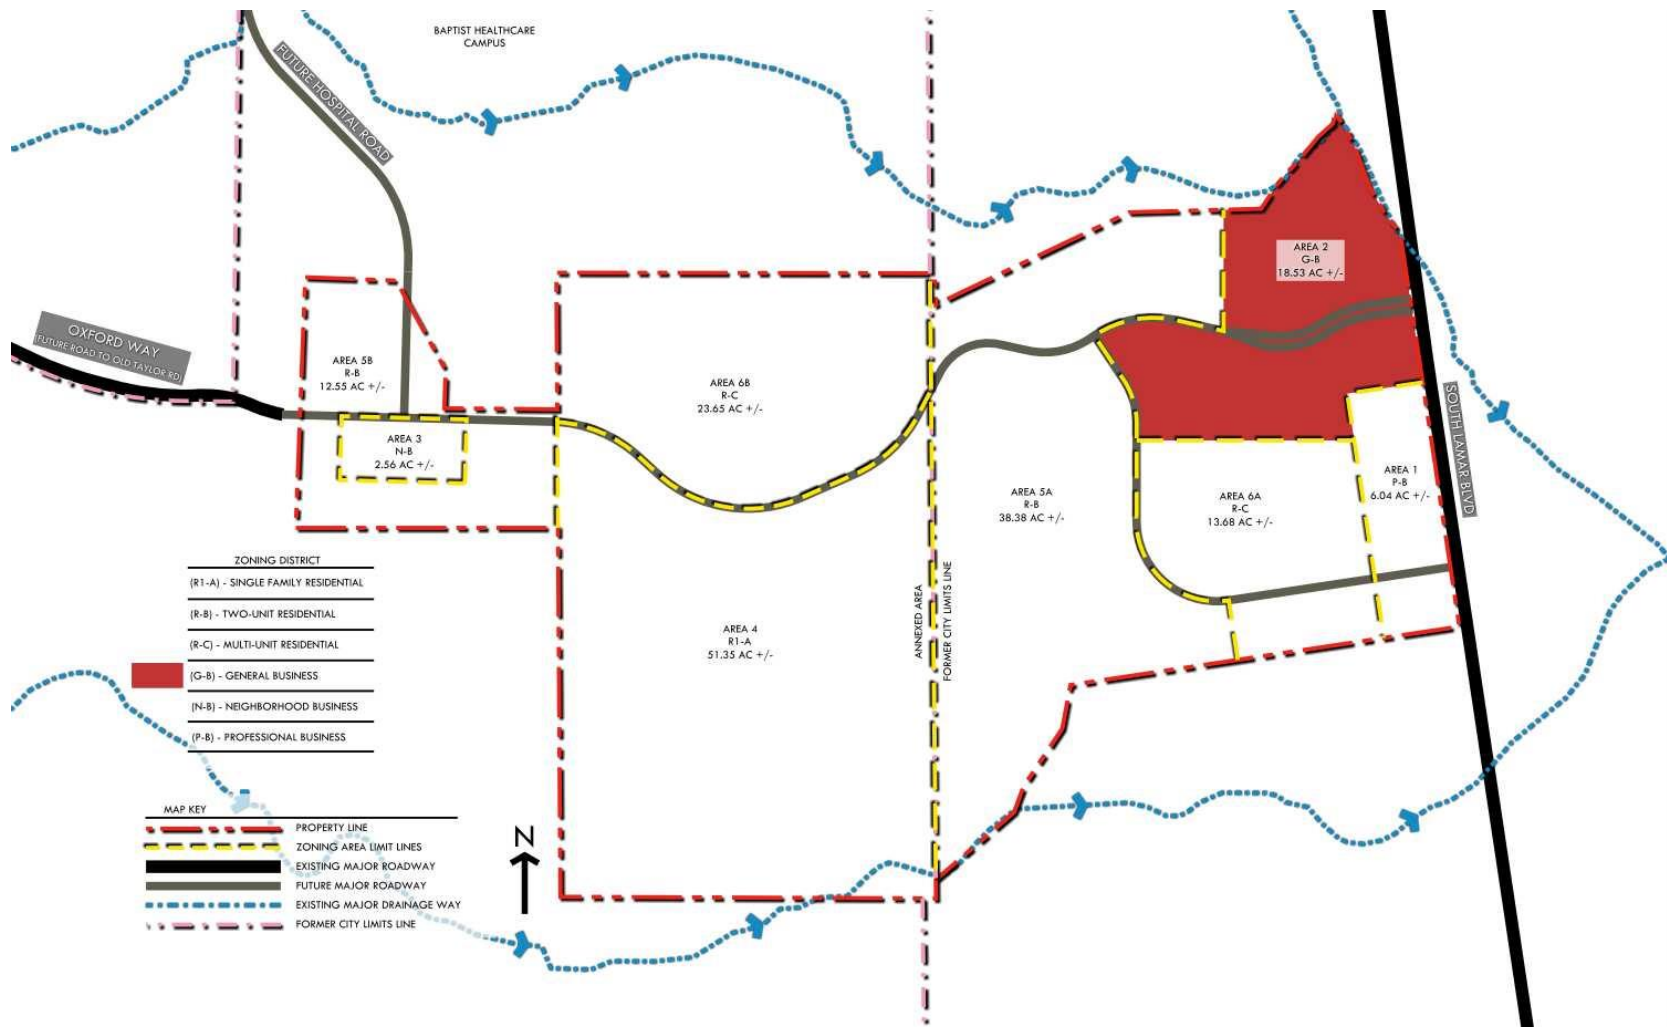 BAPTIST HEALTHCARE
CAMPUS
FUTURE HOSPITAL ROAD
AREA 2
G-B
18.53 AC +/-
OXFORD WAY
(FUTURE ROAD TO OLD TAYLOR RD)
AREA 5B
R-B
12.55 AC +/-
AREA 6B
R-C
23.65 AC +/-
SOUTH LAMAR BLVD
AREA 3
N-B
2.56 AC +/-
AREA 1
P-B
6.04 AC +/-
AREA 5A
R-B
38.38 AC +/-
AREA 6A
R-C
13.68 AC +/-
ANNEXED AREA
FORMER CITY LIMITS LINE
AREA 4
R1-A
51.35 AC +/-
ZONING DISTRICT
(R1-A) - SINGLE FAMILY RESIDENTIAL
(R-B) - TWO-UNIT RESIDENTIAL
(R-C) - MULTI-UNIT RESIDENTIAL
(G-B) - GENERAL BUSINESS
(N-B) - NEIGHBORHOOD BUSINESS
(P-B) - PROFESSIONAL BUSINESS
MAP KEY
PROPERTY LINE
ZONING AREA LIMIT LINES
EXISTING MAJOR ROADWAY
FUTURE MAJOR ROADWAY
EXISTING MAJOR DRAINAGE WAY
FORMER CITY LIMITS LINE
N